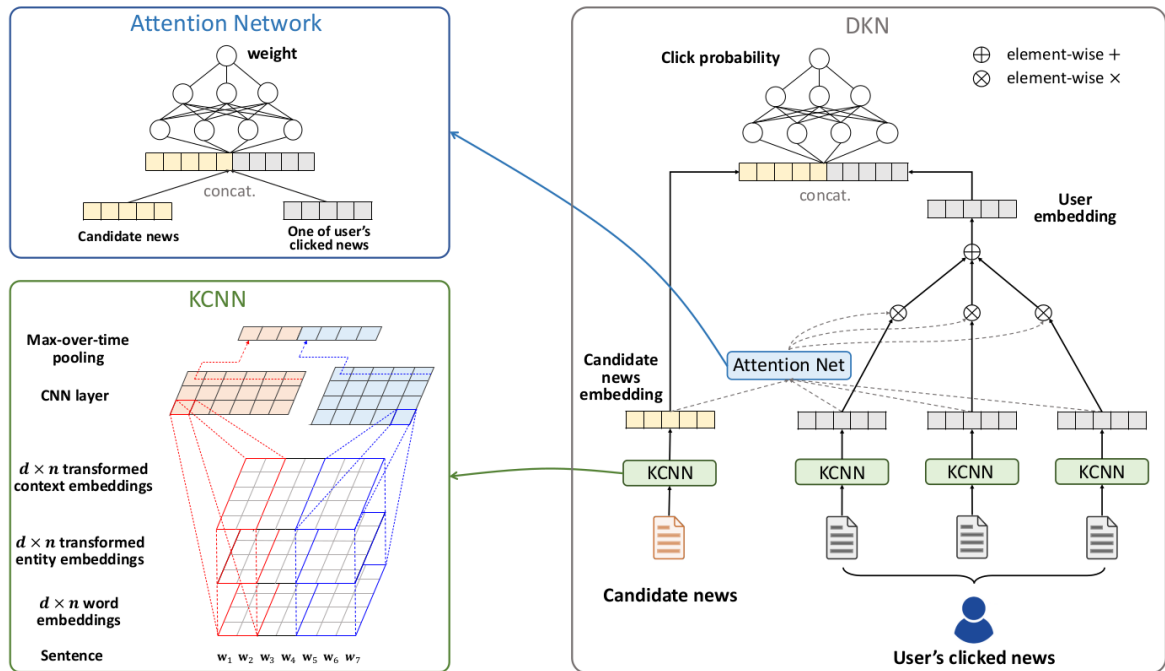 Attention Network
weight
concat.
Candidate news
One of user's
clicked news
KCNN
Max-over-time
pooling
CNN layer
d × n transformed
context embeddings
d × n transformed
entity embeddings
d × n word
embeddings
Sentence
w₁ w₂ w₃ w₄ w₅ w₆ w₇
DKN
Click probability
⊕ element-wise +
⊗ element-wise ×
concat.
User
embedding
Attention Net
Candidate
news
embedding
KCNN
KCNN
KCNN
KCNN
Candidate news
User's clicked news